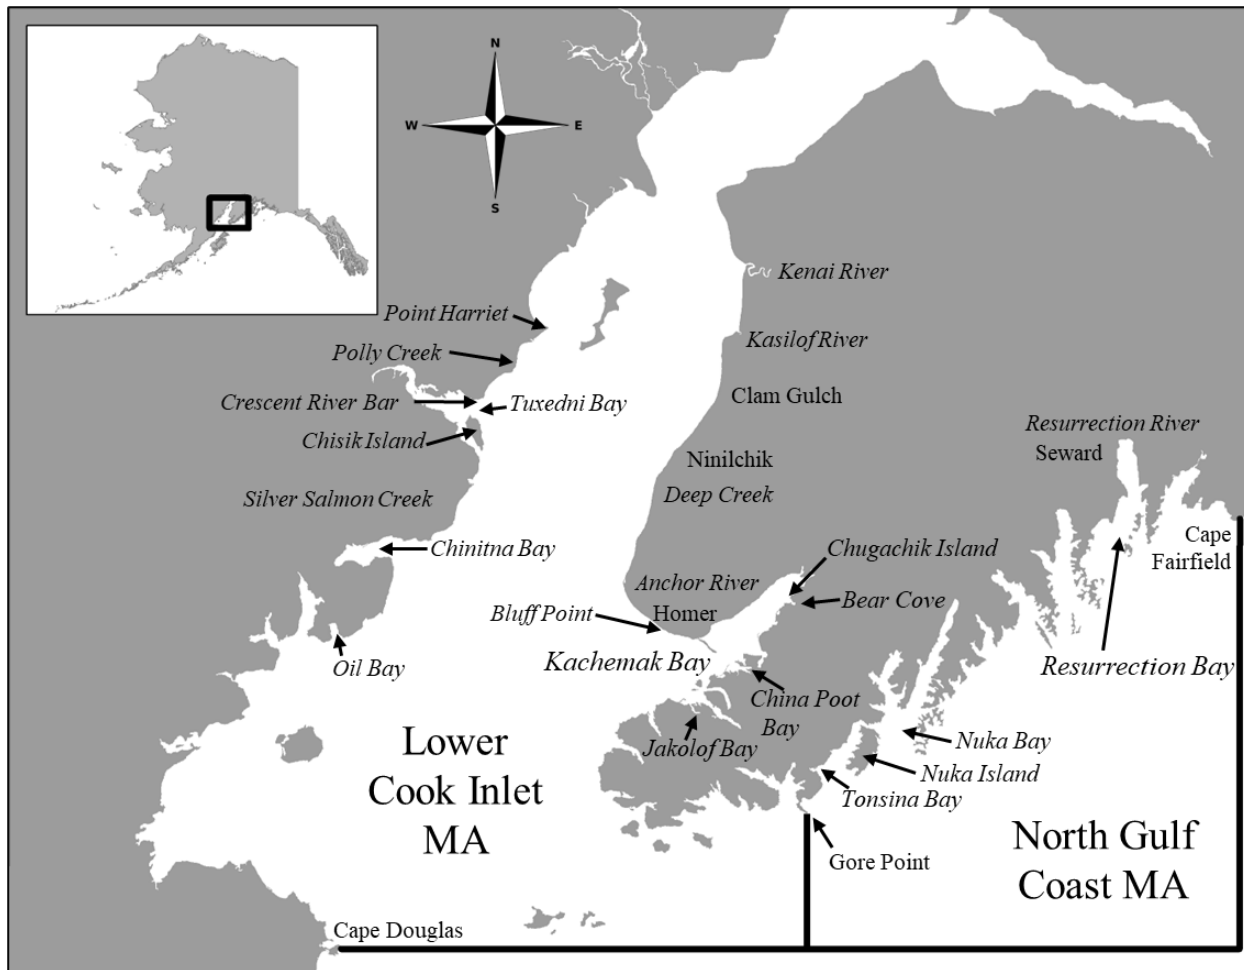 N
W
E
S
Kenai River
Point Harriet
Kasilof River
Polly Creek
Clam Gulch
Crescent River Bar
Tuxedni Bay
Resurrection River
Seward
Chisik Island
Ninilchik
Deep Creek
Silver Salmon Creek
Cape
Fairfield
Chinitna Bay
Chugachik Island
Anchor River
Homer
Bear Cove
Bluff Point
Oil Bay
Kachemak Bay
Resurrection Bay
China Poot
Bay
Jakolof Bay
Nuka Bay
Nuka Island
Tonsina Bay
Lower
Cook Inlet
MA
Gore Point
North Gulf
Coast MA
Cape Douglas